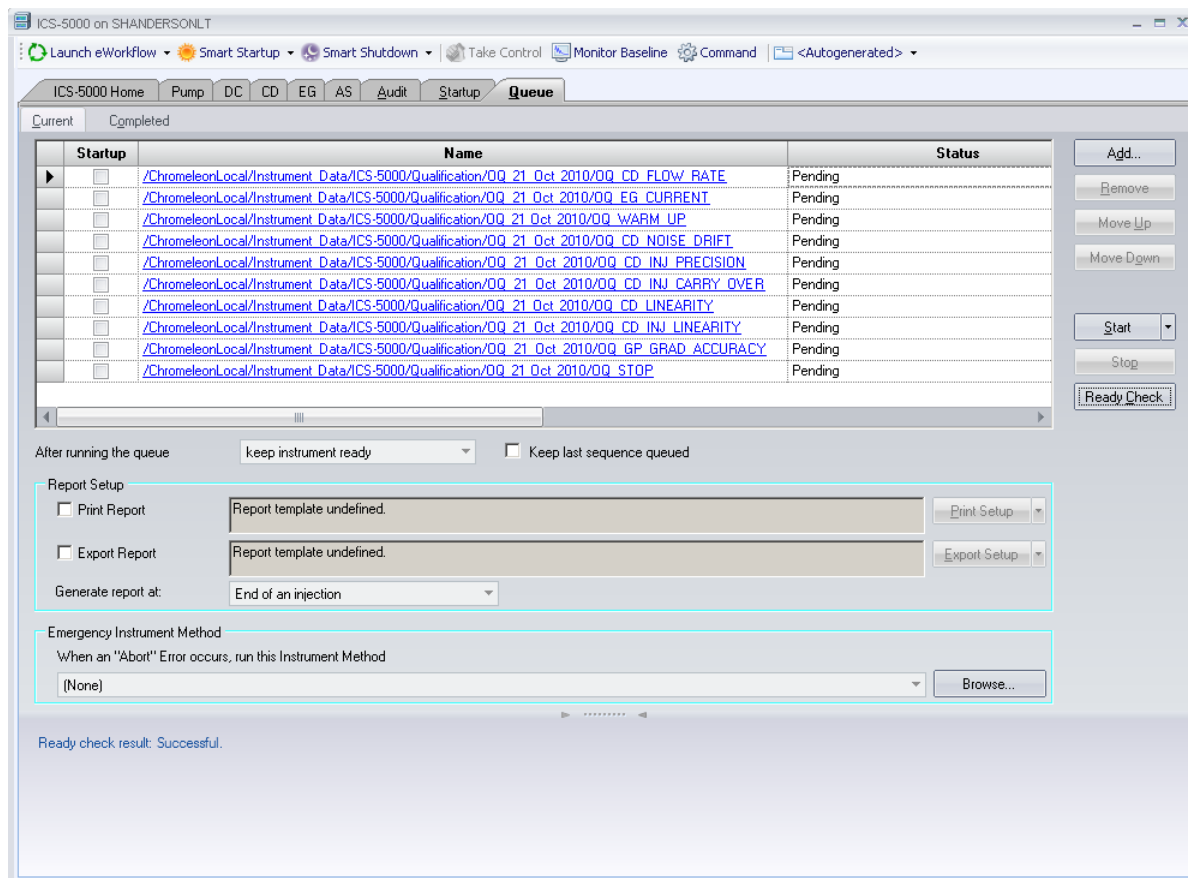 ICS-5000 on SHANDERSONLT
Launch eWorkflow Smart Startup Smart Shutdown Take Control Monitor Baseline Command <Autogenerated>
ICS-5000 Home Pump DC CD EG AS Audit Startup Queue
Current Completed
Startup Name Status
/ChromeleonLocal/Instrument_Data/ICS-5000/Qualification/OQ_21_Oct_2010/OQ_CD_FLOW_RATE Pending
/ChromeleonLocal/Instrument_Data/ICS-5000/Qualification/OQ_21_Oct_2010/OQ_EG_CURRENT Pending
/ChromeleonLocal/Instrument_Data/ICS-5000/Qualification/OQ_21_Oct_2010/OQ_WARM_UP Pending
/ChromeleonLocal/Instrument_Data/ICS-5000/Qualification/OQ_21_Oct_2010/OQ_CD_NOISE_DRIFT Pending
/ChromeleonLocal/Instrument_Data/ICS-5000/Qualification/OQ_21_Oct_2010/OQ_CD_INJ_PRECISION Pending
/ChromeleonLocal/Instrument_Data/ICS-5000/Qualification/OQ_21_Oct_2010/OQ_CD_INJ_CARRY_OVER Pending
/ChromeleonLocal/Instrument_Data/ICS-5000/Qualification/OQ_21_Oct_2010/OQ_CD_LINEARITY Pending
/ChromeleonLocal/Instrument_Data/ICS-5000/Qualification/OQ_21_Oct_2010/OQ_CD_INJ_LINEARITY Pending
/ChromeleonLocal/Instrument_Data/ICS-5000/Qualification/OQ_21_Oct_2010/OQ_GP_GRAD_ACCURACY Pending
/ChromeleonLocal/Instrument_Data/ICS-5000/Qualification/OQ_21_Oct_2010/OQ_STOP Pending
Add...
Remove
Move Up
Move Down
Start
Stop
Ready Check
After running the queue keep instrument ready Keep last sequence queued
Report Setup
Print Report Report template undefined. Print Setup
Export Report Report template undefined. Export Setup
Generate report at: End of an injection
Emergency Instrument Method
When an "Abort" Error occurs, run this Instrument Method
(None) Browse...
Ready check result: Successful.